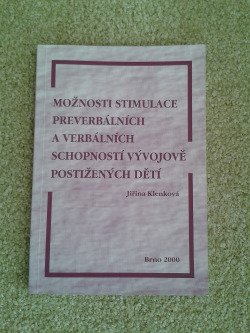 MOŽNOSTI STIMULACE
PREVERBÁLNÍCH
A VERBÁLNÍCH
SCHOPNOSTÍ VÝVOJOVĚ
POSTIŽENÝCH DĚTÍ
Jiřina Klenková
Brno 2000